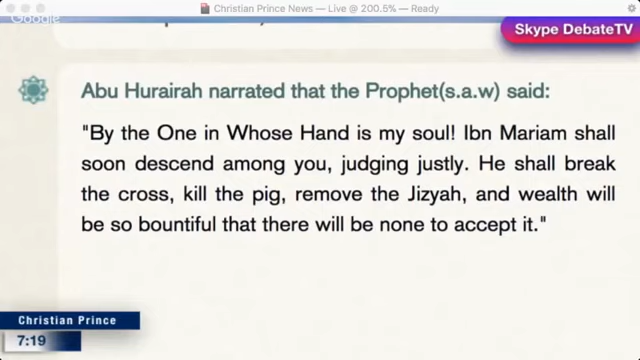 Christian Prince News — Live @ 200.5% — Ready
Google
Skype DebateTV
Abu Hurairah narrated that the Prophet(s.a.w) said:
"By the One in Whose Hand is my soul! Ibn Mariam shall
soon descend among you, judging justly. He shall break
the cross, kill the pig, remove the Jizyah, and wealth will
be so bountiful that there will be none to accept it."
Christian Prince
7:19